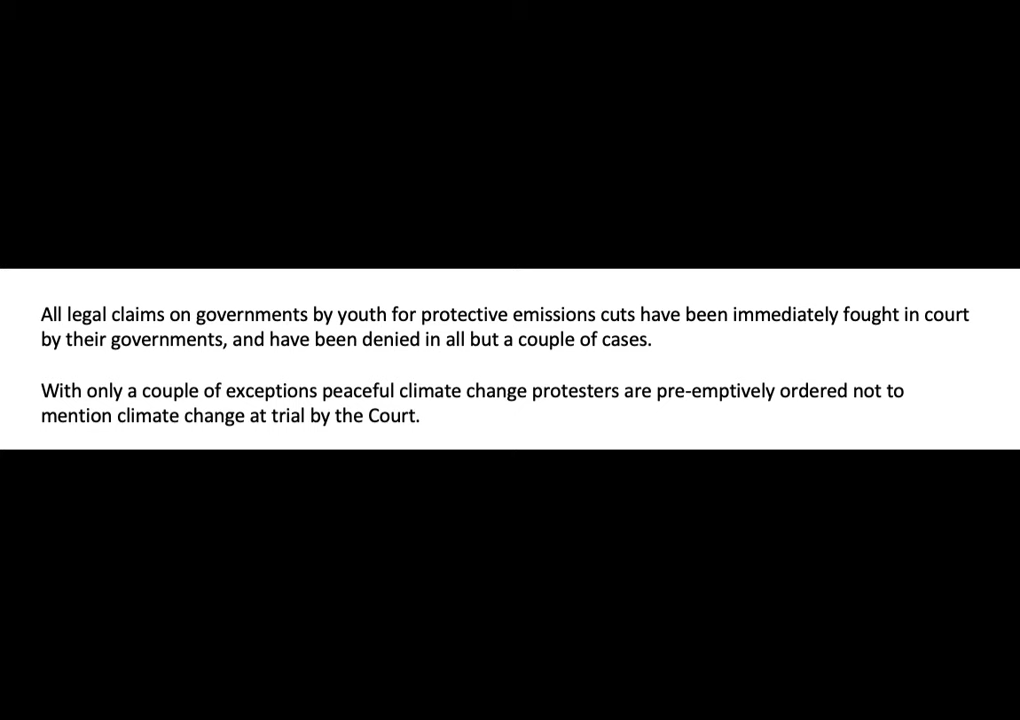 All legal claims on governments by youth for protective emissions cuts have been immediately fought in court
by their governments, and have been denied in all but a couple of cases.
With only a couple of exceptions peaceful climate change protesters are pre-emptively ordered not to
mention climate change at trial by the Court.